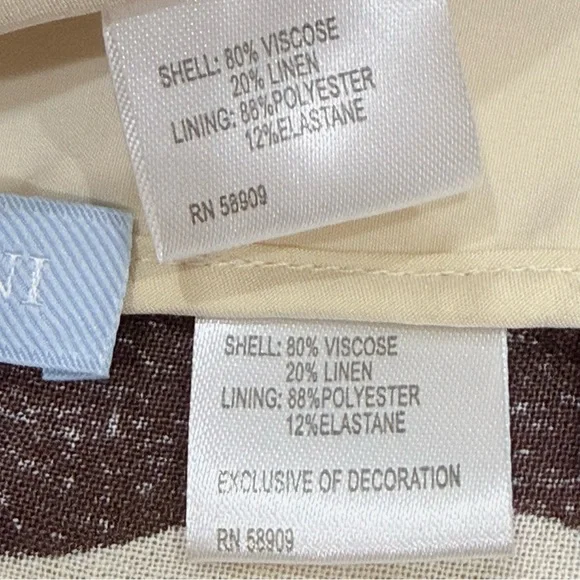 SHELL: 80% VISCOSE
20% LINEN
LINING: 88%POLYESTER
12%ELASTANE
RN 58909
NI
SHELL: 80% VISCOSE
20% LINEN
LINING: 88%POLYESTER
12%ELASTANE
EXCLUSIVE OF DECORATION
RN 58909